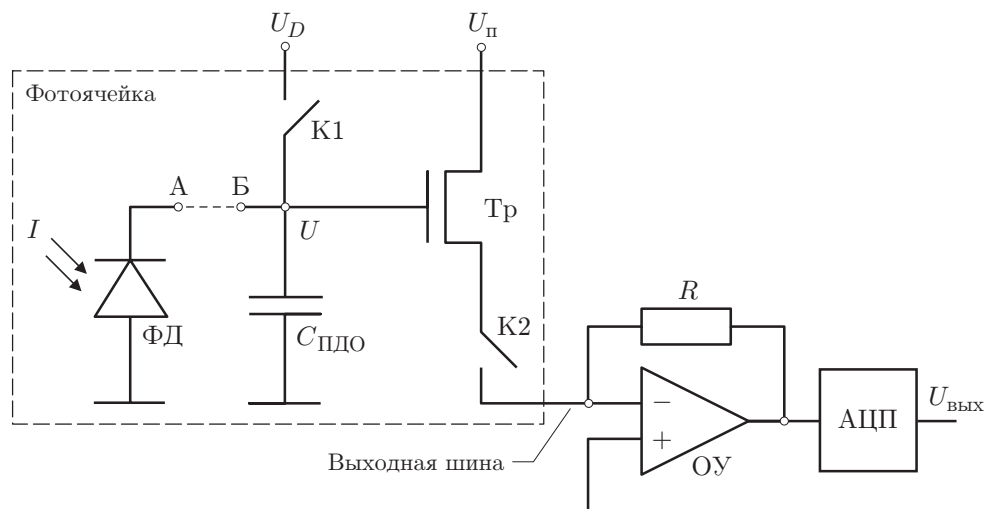 U_D
U_п
Фотоячейка
К1
А
Б
Тр
I
U
R
К2
ФД
C_ПДО
−
+
АЦП
U_вых
ОУ
Выходная шина